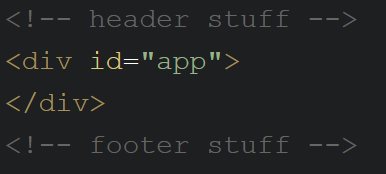 <!-- header stuff -->
<div id="app">
</div>
<!-- footer stuff -->